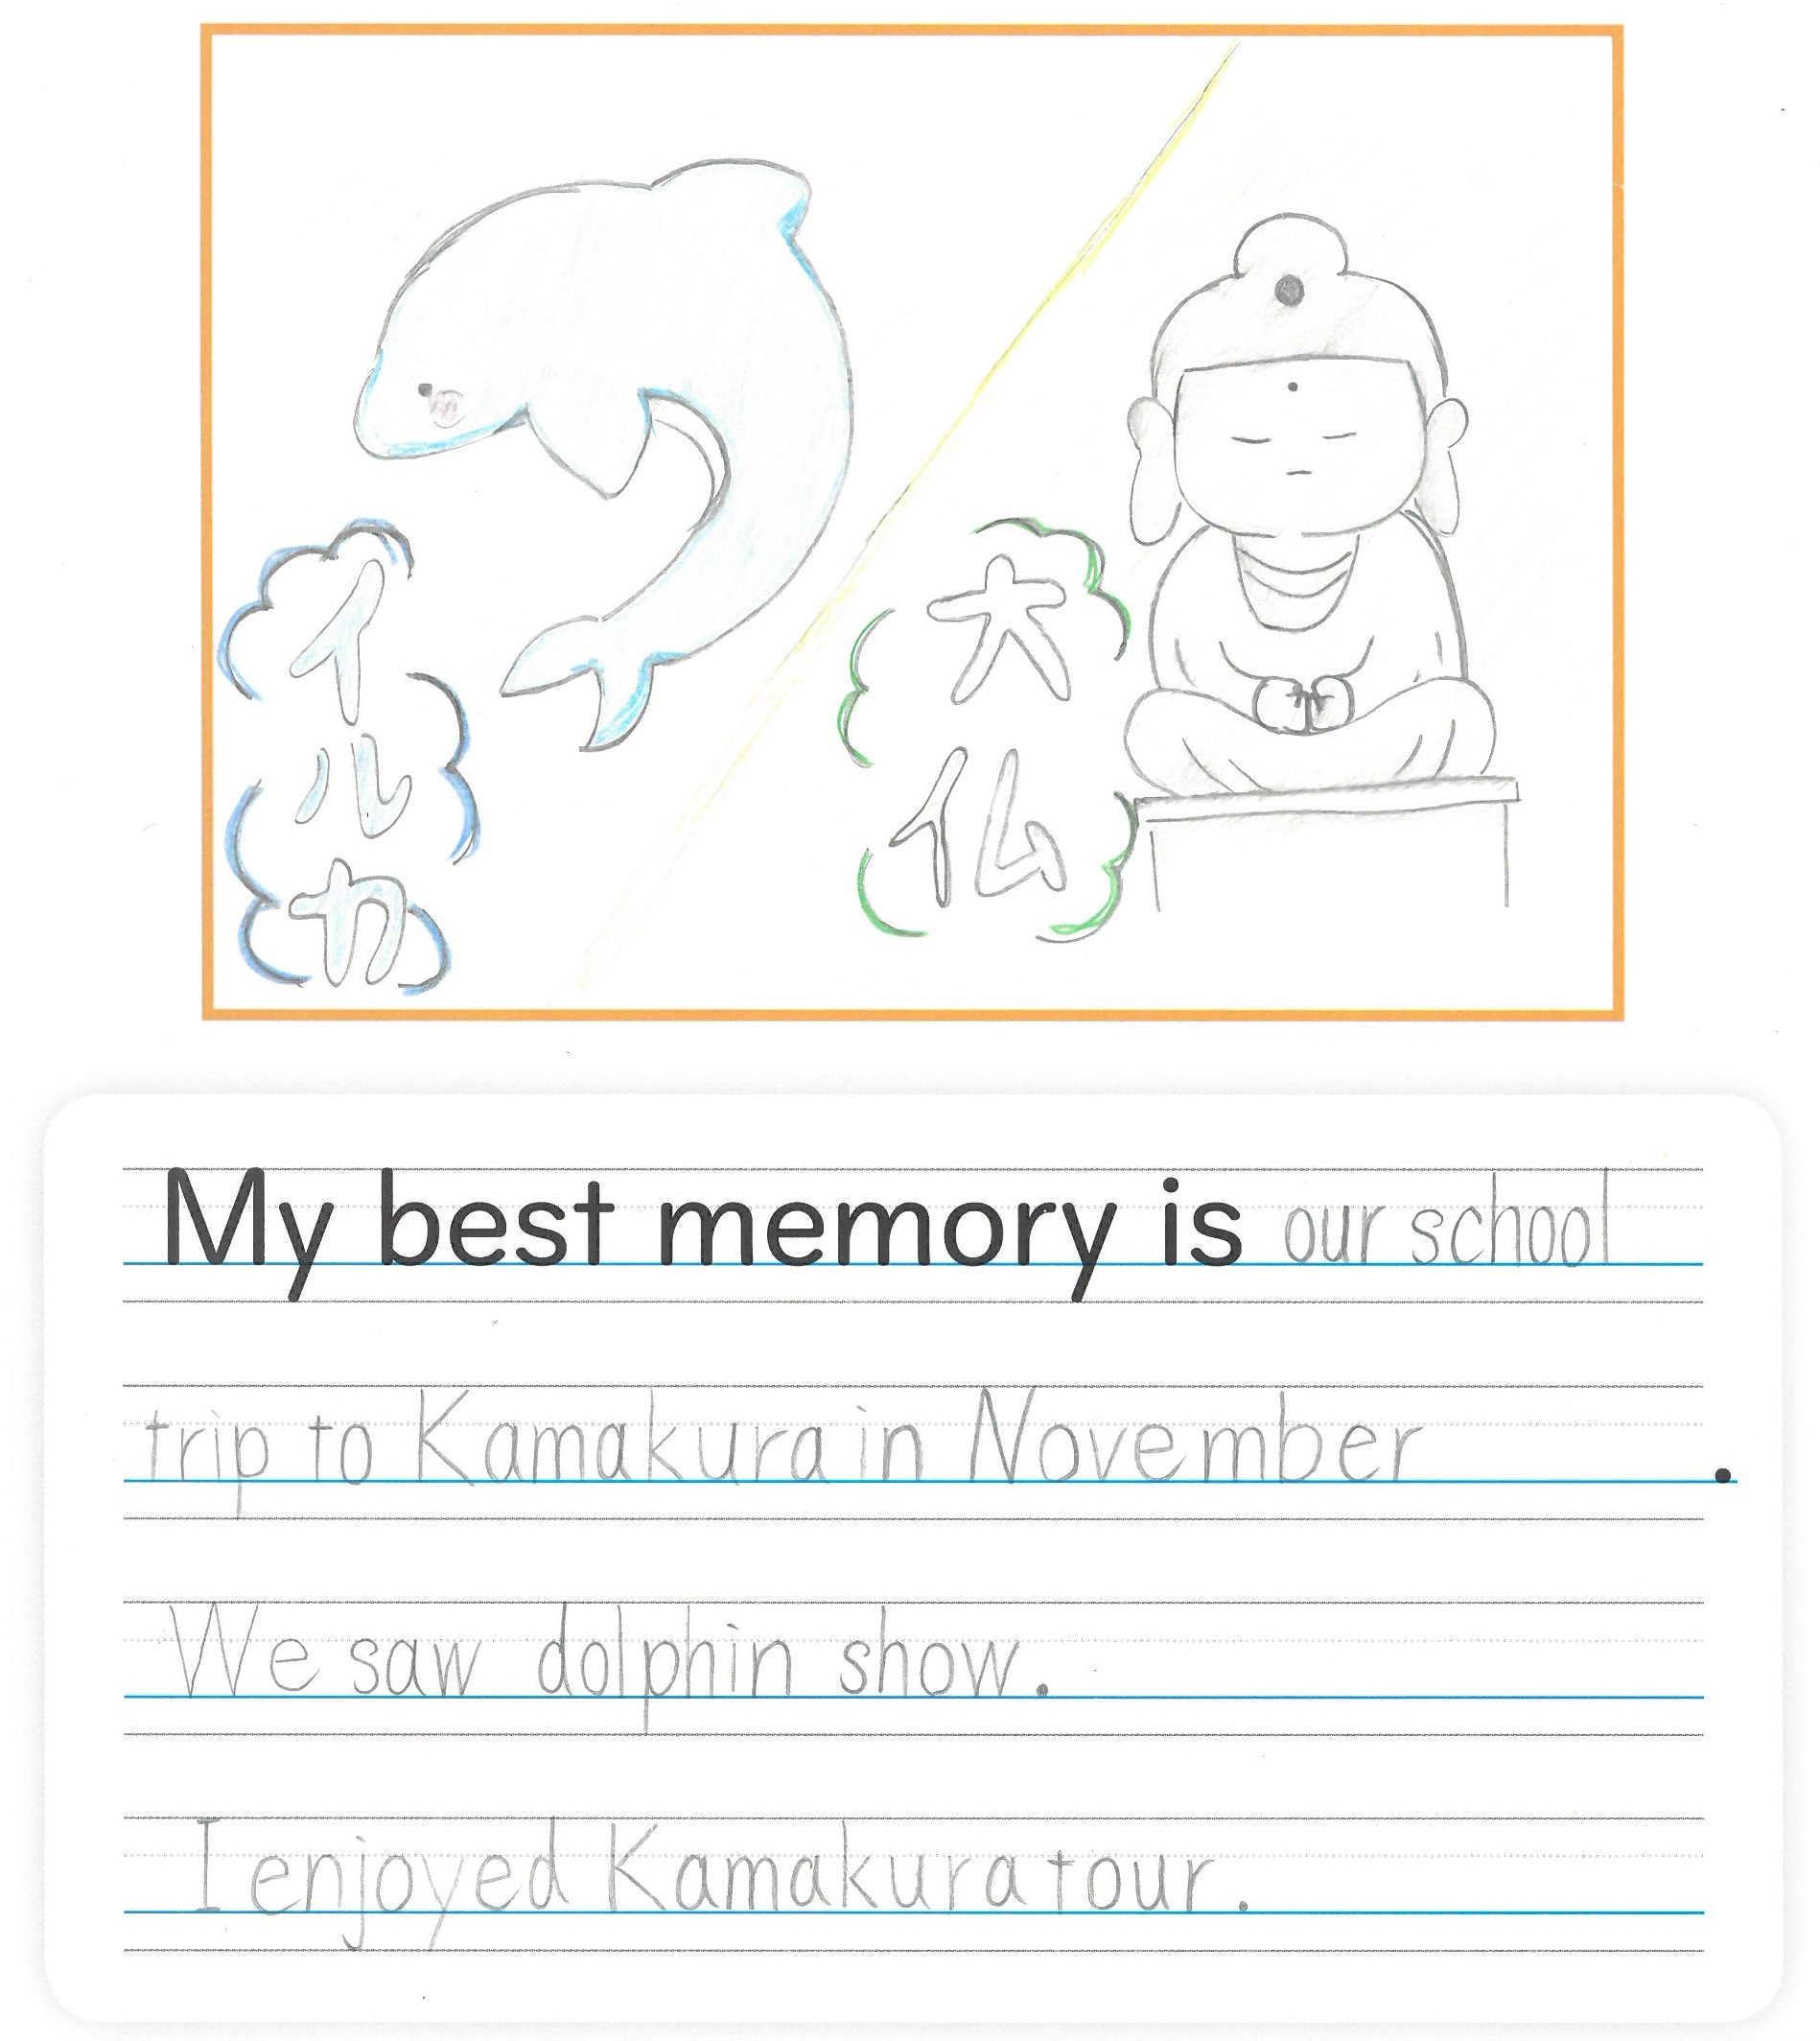 イルカ
大仏
My best memory is our school
trip to Kamakura in November .
We saw dolphin show.
I enjoyed Kamakura tour.